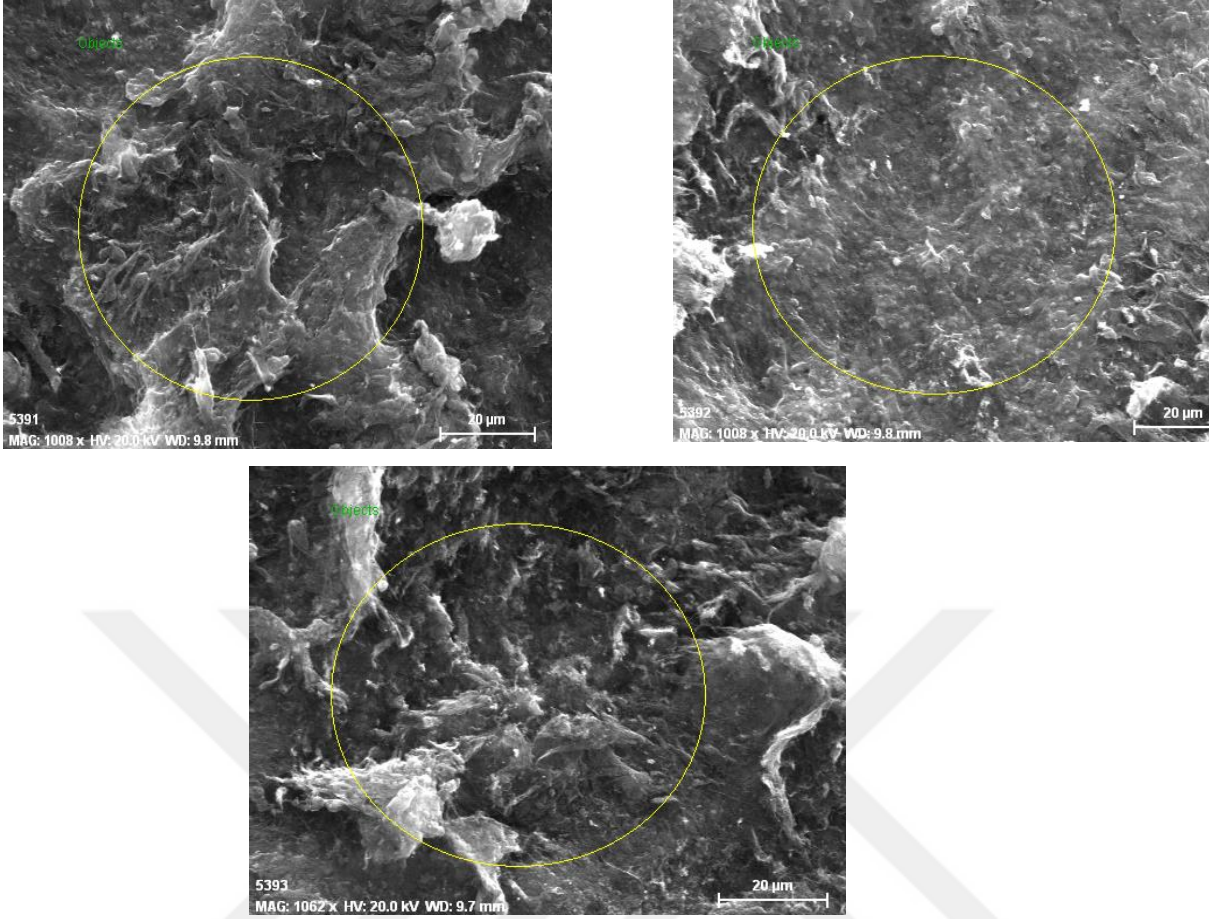 Objects
5391
20 µm
MAG: 1008 x HV: 20.0 kV WD: 9.8 mm
Objects
5392
20 µm
MAG: 1008 x HV: 20.0 kV WD: 9.8 mm
Objects
5393
20 µm
MAG: 1062 x HV: 20.0 kV WD: 9.7 mm